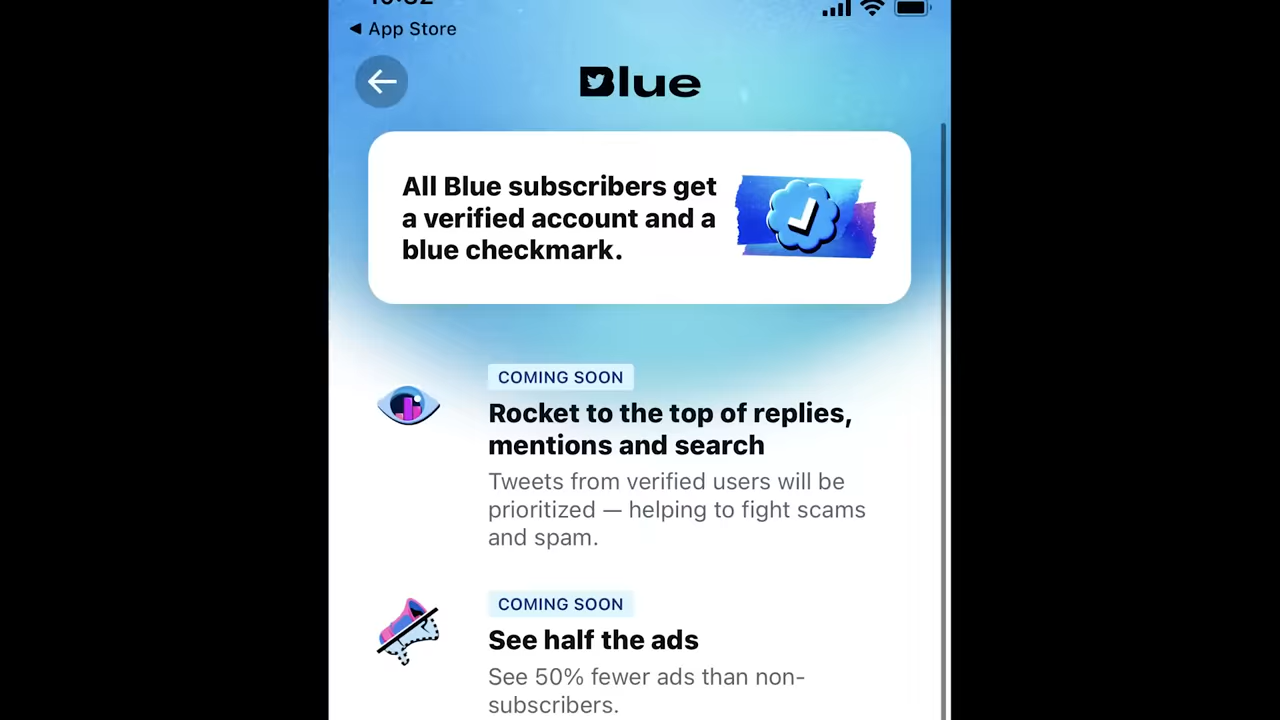 ◀ App Store
Blue
All Blue subscribers get
a verified account and a
blue checkmark.
COMING SOON
Rocket to the top of replies,
mentions and search
Tweets from verified users will be
prioritized — helping to fight scams
and spam.
COMING SOON
See half the ads
See 50% fewer ads than non-
subscribers.